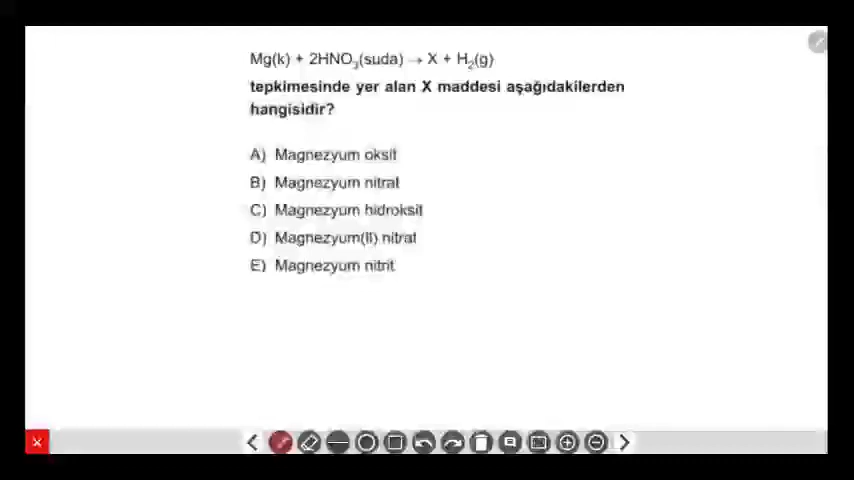 Mg(k) + 2HNO₃(suda) → X + H₂(g)
tepkimesinde yer alan X maddesi aşağıdakilerden
hangisidir?
A) Magnezyum oksit
B) Magnezyum nitrat
C) Magnezyum hidroksit
D) Magnezyum(II) nitrat
E) Magnezyum nitrit